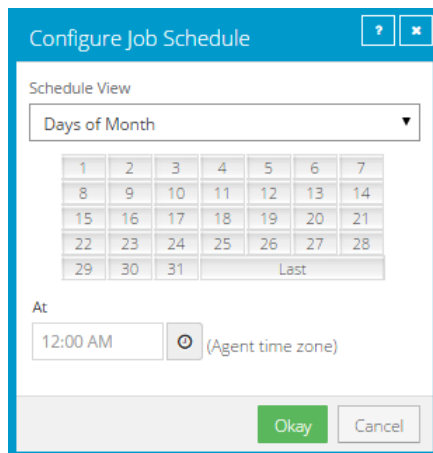 Configure Job Schedule ? ×
Schedule View
Days of Month ▼
1 2 3 4 5 6 7
8 9 10 11 12 13 14
15 16 17 18 19 20 21
22 23 24 25 26 27 28
29 30 31 Last
At
12:00 AM (Agent time zone)
Okay Cancel